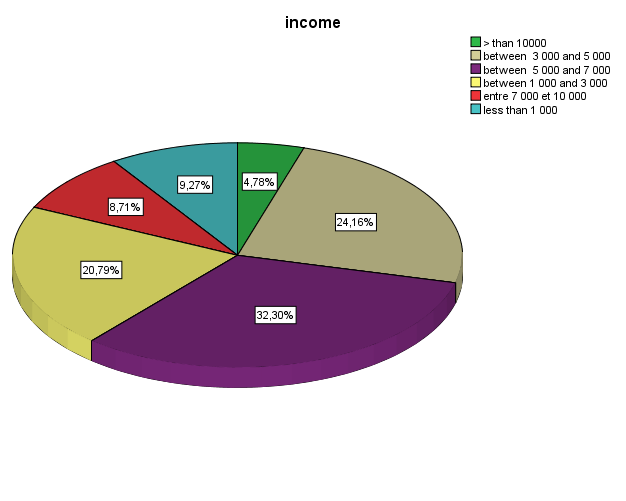 income
> than 10000
between  3 000 and 5 000
between  5 000 and 7 000
between 1 000 and 3 000
entre 7 000 et 10 000
less than 1 000
4,78%
9,27%
8,71%
24,16%
20,79%
32,30%